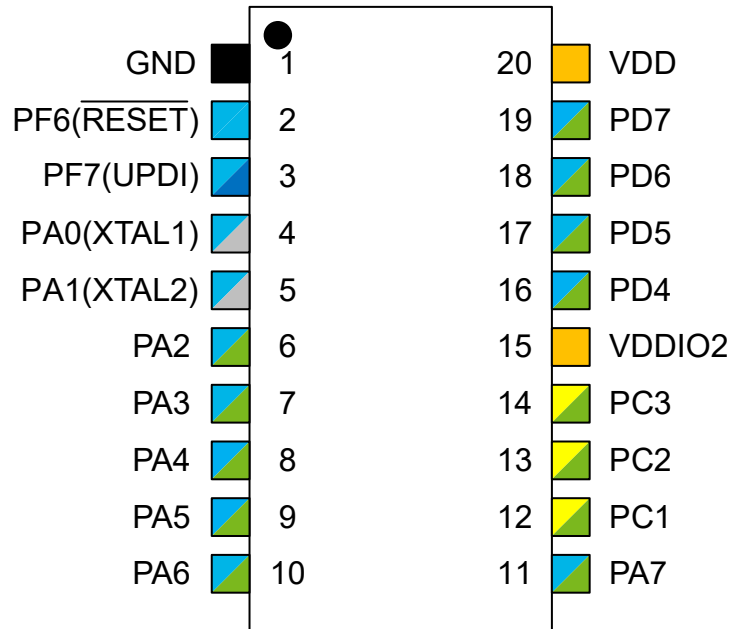 GND 1 20 VDD
PF6(RESET) 2 19 PD7
PF7(UPDI) 3 18 PD6
PA0(XTAL1) 4 17 PD5
PA1(XTAL2) 5 16 PD4
PA2 6 15 VDDIO2
PA3 7 14 PC3
PA4 8 13 PC2
PA5 9 12 PC1
PA6 10 11 PA7